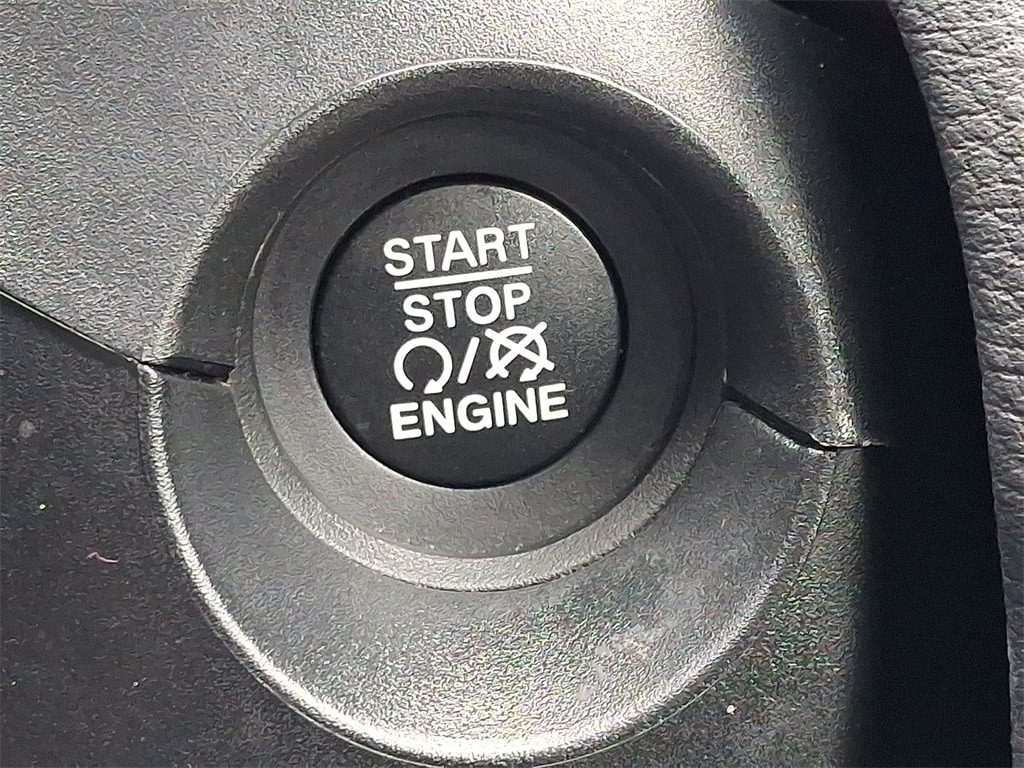 START
STOP
/
ENGINE